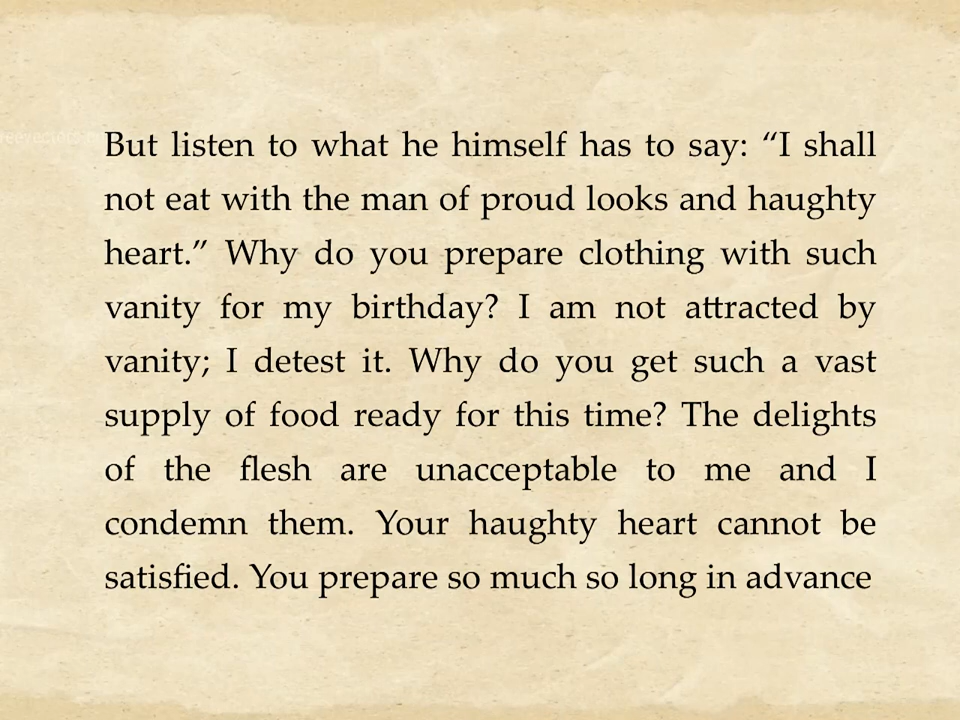 But listen to what he himself has to say: “I shall
not eat with the man of proud looks and haughty
heart.” Why do you prepare clothing with such
vanity for my birthday? I am not attracted by
vanity; I detest it. Why do you get such a vast
supply of food ready for this time? The delights
of the flesh are unacceptable to me and I
condemn them. Your haughty heart cannot be
satisfied. You prepare so much so long in advance